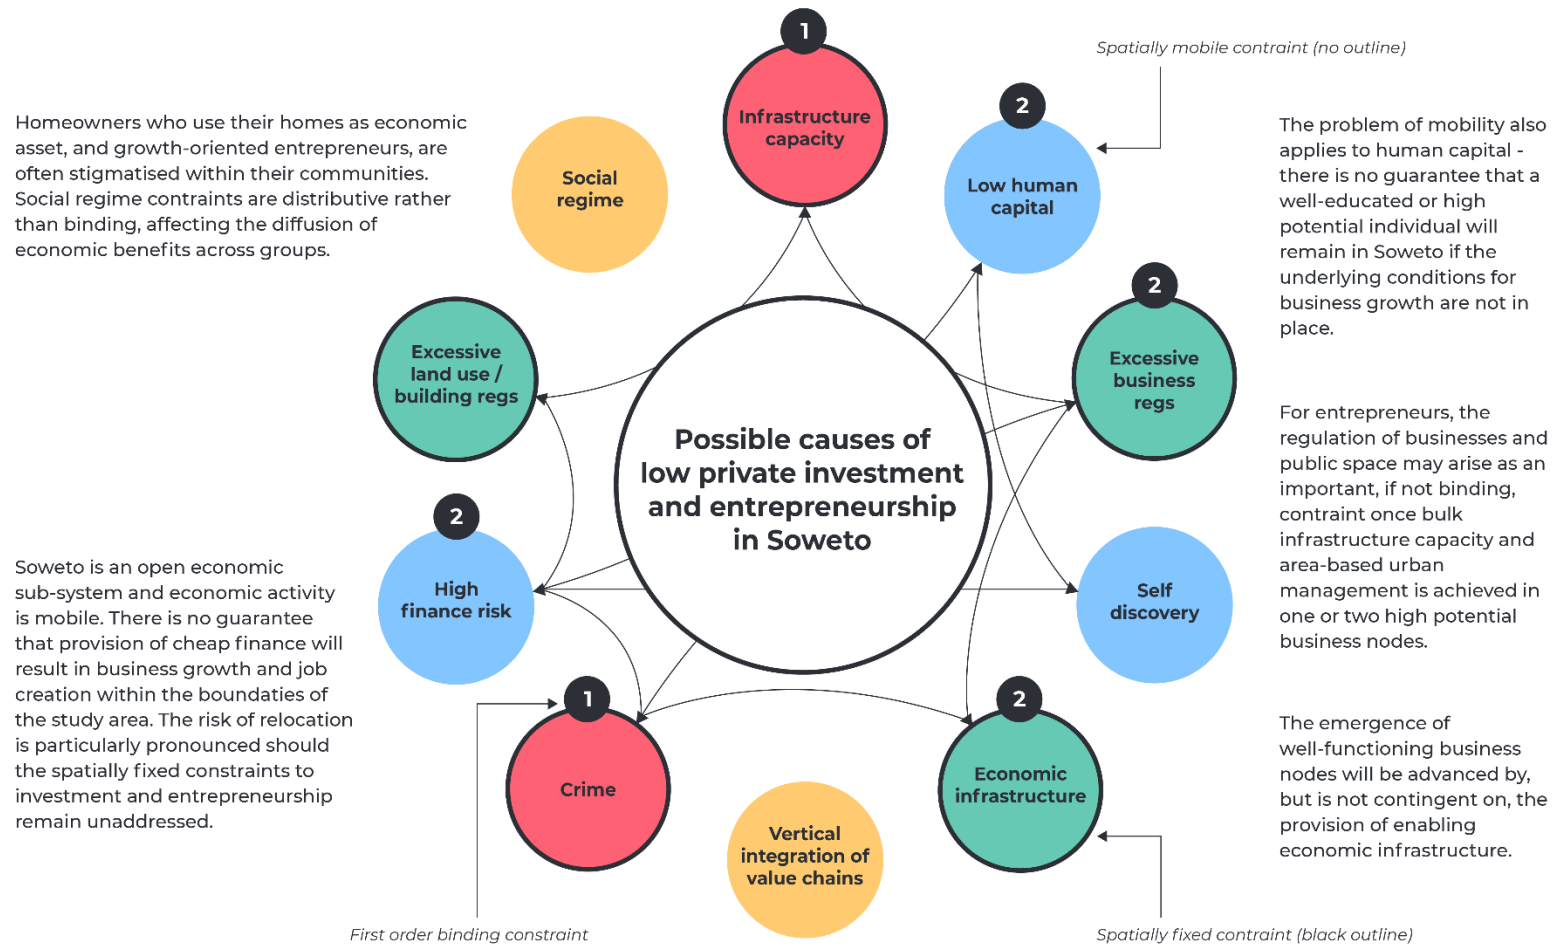 1
Spatially mobile contraint (no outline)
Infrastructure
capacity
2
Low human
capital
Social
regime
Homeowners who use their homes as economic
asset, and growth-oriented entrepreneurs, are
often stigmatised within their communities.
Social regime contraints are distributive rather
than binding, affecting the diffusion of
economic benefits across groups.
The problem of mobility also
applies to human capital -
there is no guarantee that a
well-educated or high
potential individual will
remain in Soweto if the
underlying conditions for
business growth are not in
place.
2
Excessive
business
regs
Excessive
land use /
building regs
Possible causes of
low private investment
and entrepreneurship
in Soweto
For entrepreneurs, the
regulation of businesses and
public space may arise as an
important, if not binding,
contraint once bulk
infrastructure capacity and
area-based urban
management is achieved in
one or two high potential
business nodes.
2
High
finance risk
Self
discovery
Soweto is an open economic
sub-system and economic activity
is mobile. There is no guarantee
that provision of cheap finance will
result in business growth and job
creation within the boundaties of
the study area. The risk of relocation
is particularly pronounced should
the spatially fixed constraints to
investment and entrepreneurship
remain unaddressed.
1
Crime
2
Economic
infrastructure
The emergence of
well-functioning business
nodes will be advanced by,
but is not contingent on, the
provision of enabling
economic infrastructure.
Vertical
integration of
value chains
First order binding constraint
Spatially fixed contraint (black outline)